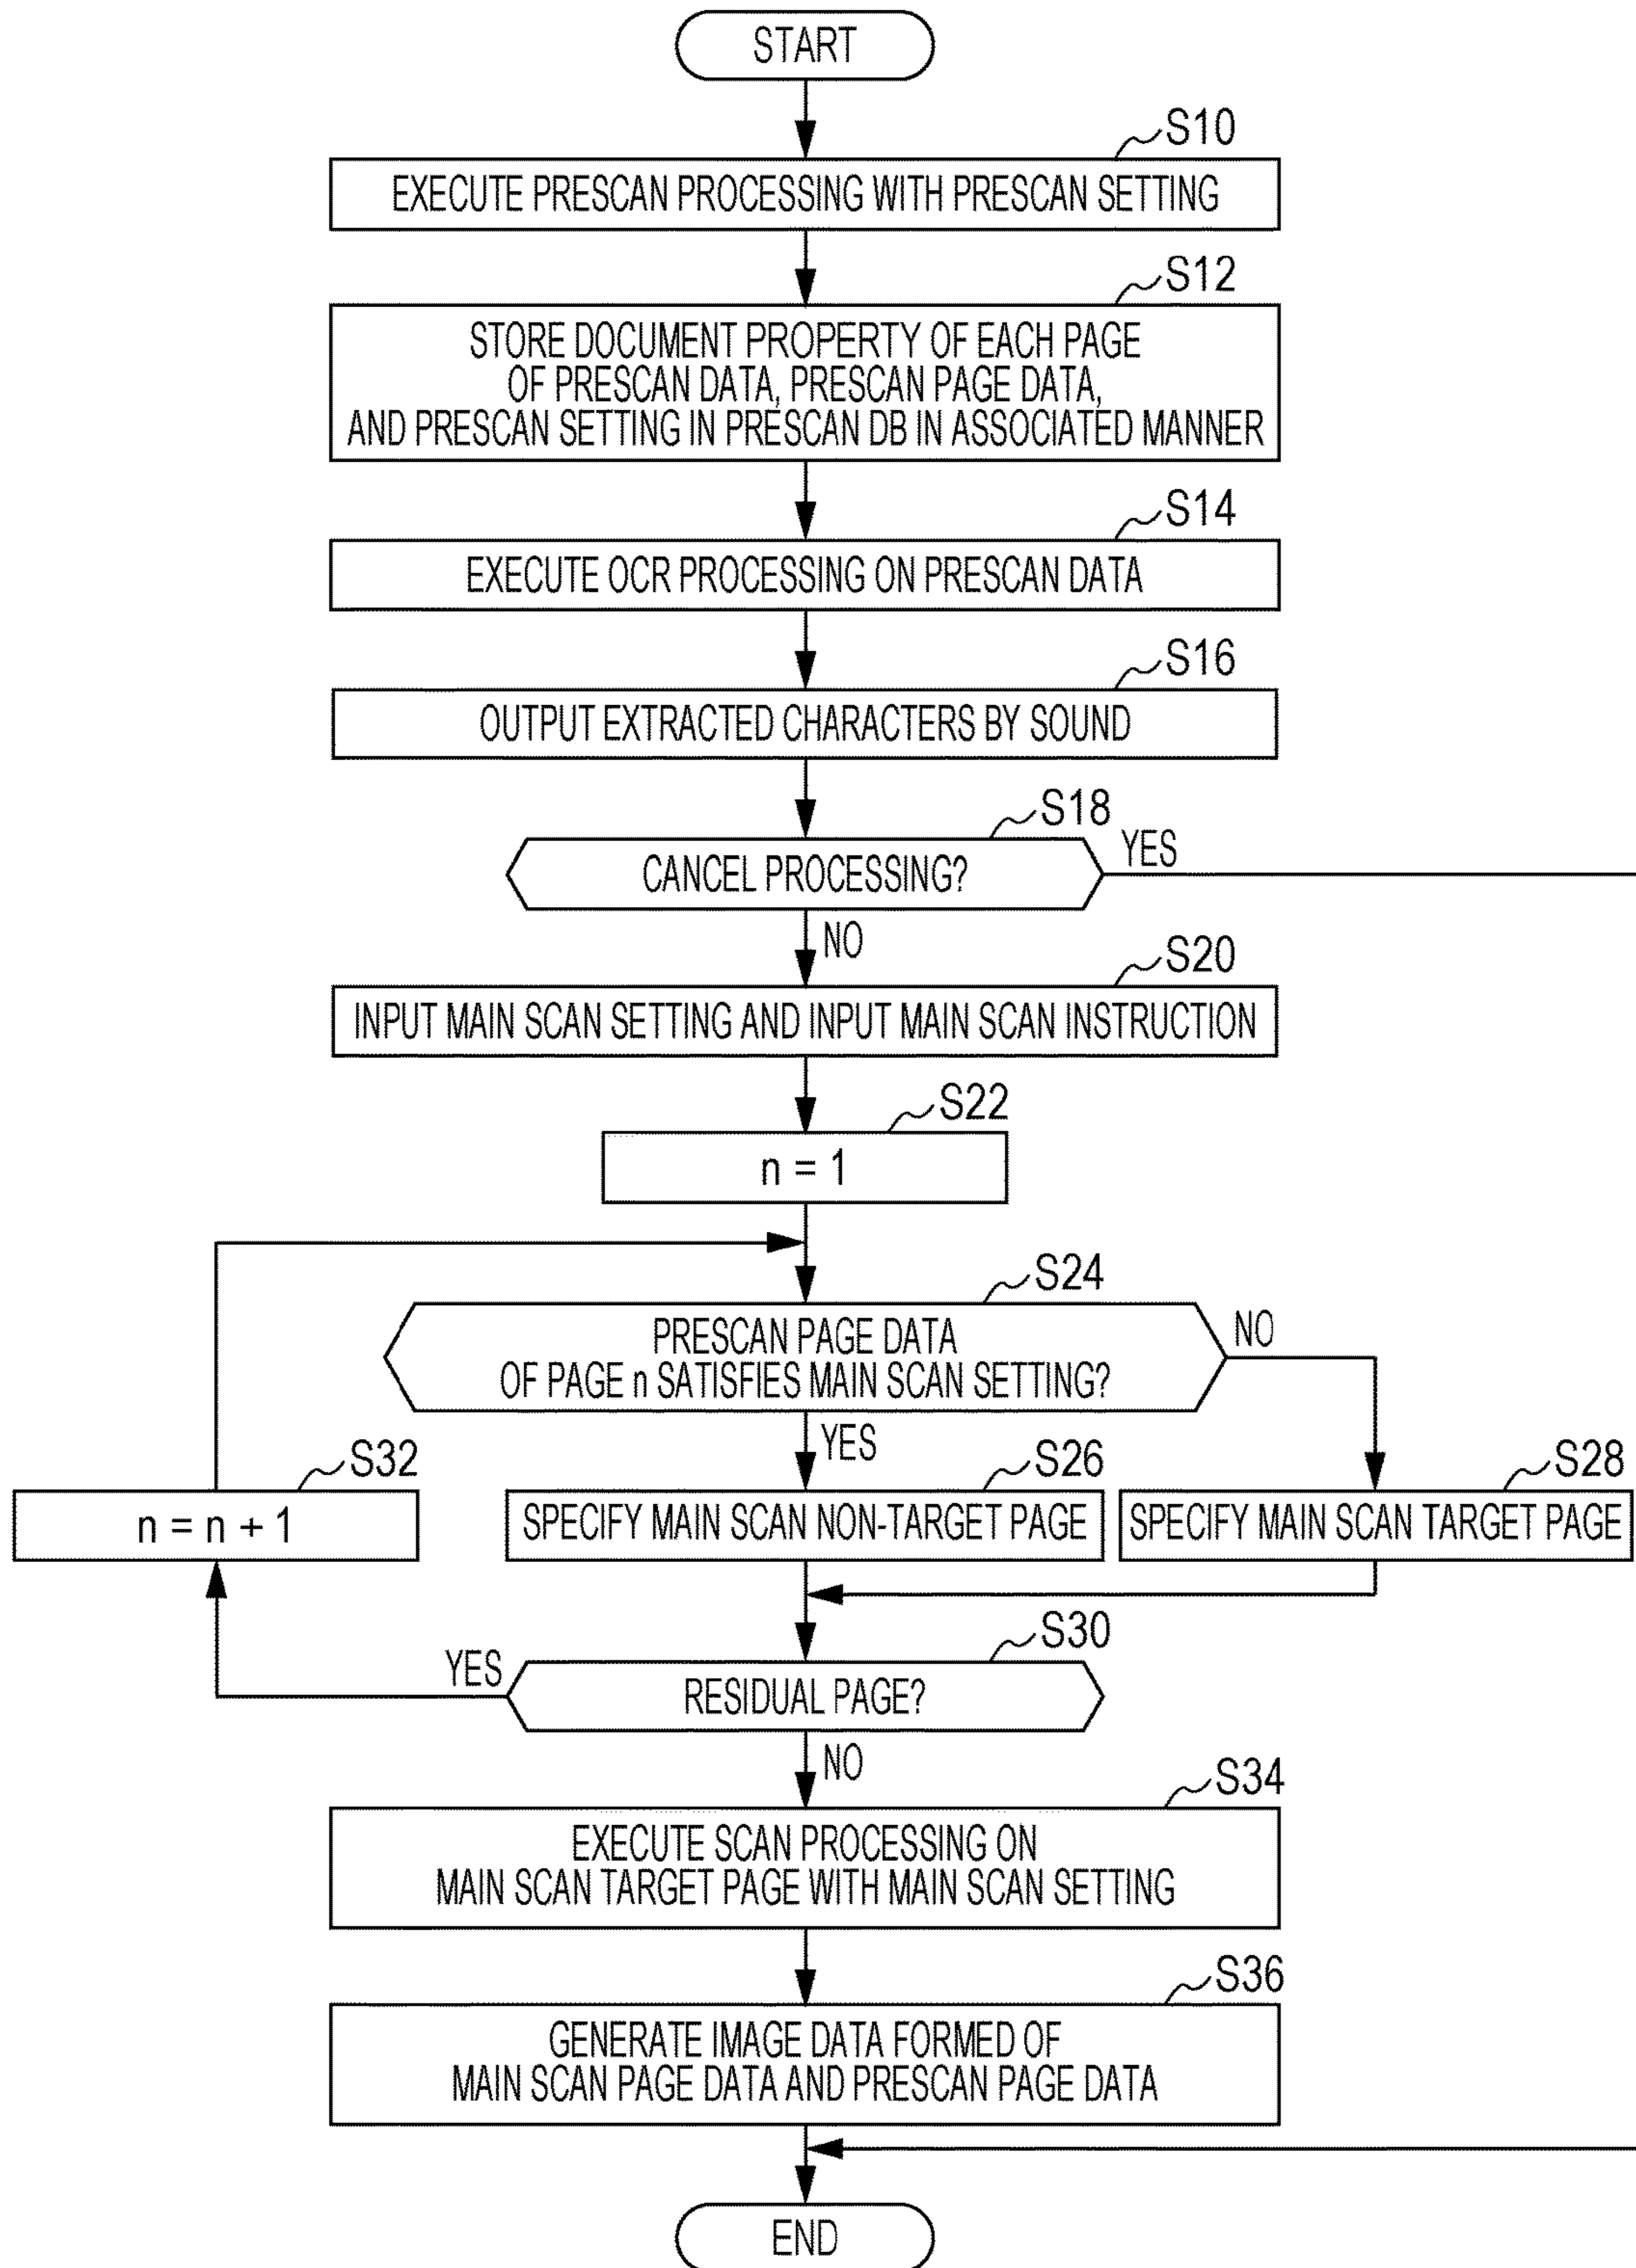 START
S10
EXECUTE PRESCAN PROCESSING WITH PRESCAN SETTING
S12
STORE DOCUMENT PROPERTY OF EACH PAGE
OF PRESCAN DATA, PRESCAN PAGE DATA,
AND PRESCAN SETTING IN PRESCAN DB IN ASSOCIATED MANNER
S14
EXECUTE OCR PROCESSING ON PRESCAN DATA
S16
OUTPUT EXTRACTED CHARACTERS BY SOUND
S18
CANCEL PROCESSING?
YES
NO
S20
INPUT MAIN SCAN SETTING AND INPUT MAIN SCAN INSTRUCTION
S22
n = 1
S24
PRESCAN PAGE DATA
OF PAGE n SATISFIES MAIN SCAN SETTING?
NO
YES
S32
n = n + 1
S26
SPECIFY MAIN SCAN NON-TARGET PAGE
S28
SPECIFY MAIN SCAN TARGET PAGE
S30
RESIDUAL PAGE?
YES
NO
S34
EXECUTE SCAN PROCESSING ON
MAIN SCAN TARGET PAGE WITH MAIN SCAN SETTING
S36
GENERATE IMAGE DATA FORMED OF
MAIN SCAN PAGE DATA AND PRESCAN PAGE DATA
END